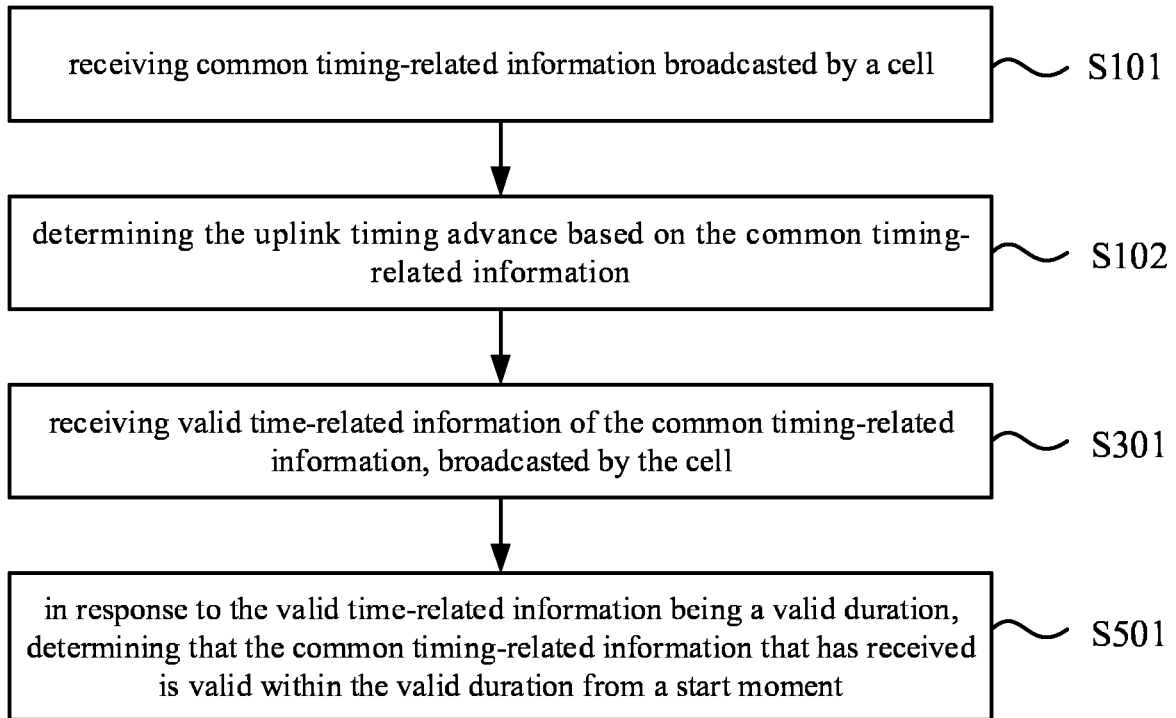 receiving common timing-related information broadcasted by a cell
S101
determining the uplink timing advance based on the common timing-
related information
S102
receiving valid time-related information of the common timing-related
information, broadcasted by the cell
S301
in response to the valid time-related information being a valid duration,
determining that the common timing-related information that has received
is valid within the valid duration from a start moment
S501